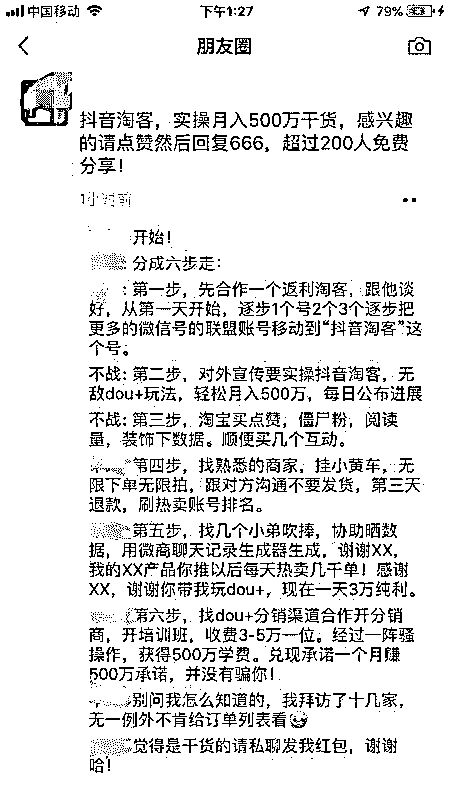 中国移动
下午1:27
79%
朋友圈
抖音淘客，实操月入500万干货，感兴趣
的请点赞然后回复666，超过200人免费
分享！
1小时前
开始！
分成六步走：
：第一步，先合作一个返利淘客，跟他谈
好，从第一天开始，逐步1个号2个3个逐步把
更多的微信号的联盟账号移动到“抖音淘客”这
个号。
不战：第二步，对外宣传要实操抖音淘客，无
敌dou+玩法，轻松月入500万，每日公布进展
不战：第三步，淘宝买点赞，僵尸粉，阅读
量，装饰下数据。顺便买几个互动。
第四步，找熟悉的商家，挂小黄车，无
限下单无限拍，跟对方沟通不要发货，第三天
退款，刷热卖账号排名。
第五步，找几个小弟吹捧，协助晒数
据，用微商聊天记录生成器生成，谢谢XX，
我的XX产品你推以后每天热卖几千单！感谢
XX，谢谢你带我玩dou+，现在一天3万纯利。
第六步，找dou+分销渠道合作开分销
商，开培训班，收费3-5万一位。经过一阵骚
操作，获得500万学费。兑现承诺一个月赚
500万承诺，并没有骗你！
别问我怎么知道的，我拜访了十几家，
无一例外不肯给订单列表看
觉得是干货的请私聊发我红包，谢谢
哈！